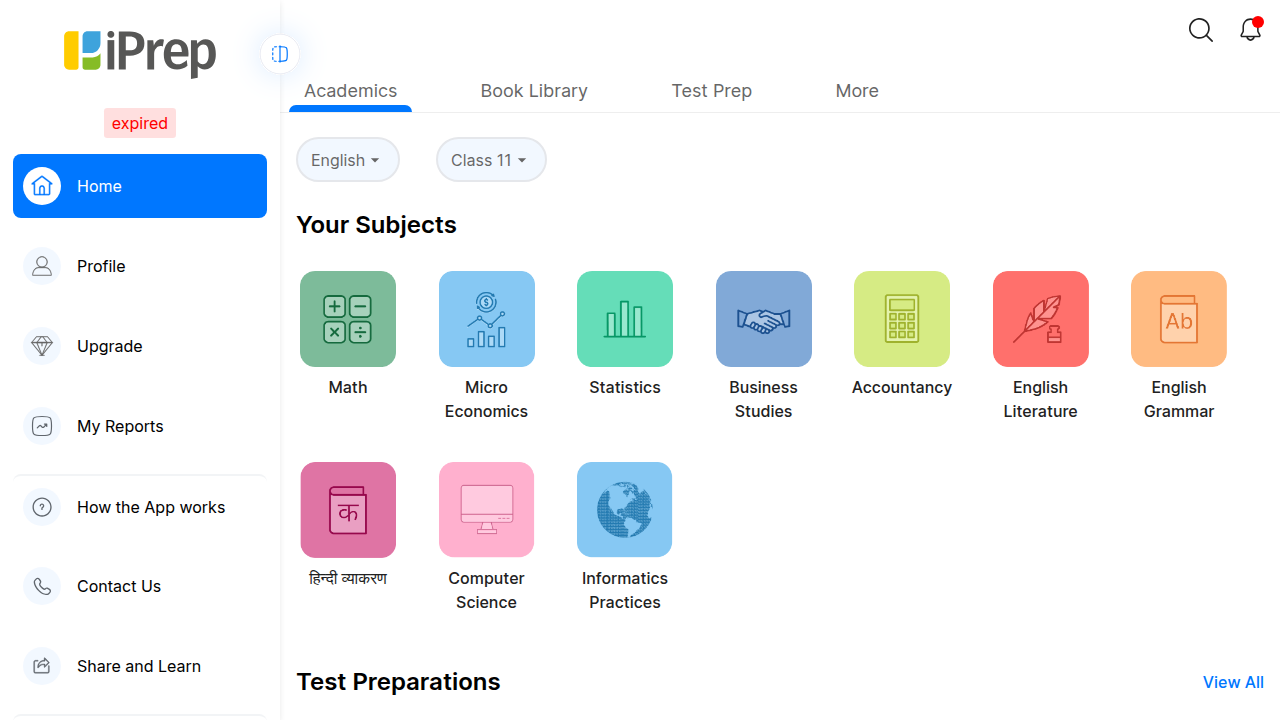 iPrep
expired
Home
Profile
Upgrade
My Reports
How the App works
Contact Us
Share and Learn
Academics
Book Library
Test Prep
More
English
Class 11
Your Subjects
Math
Micro
Economics
Statistics
Business
Studies
Accountancy
English
Literature
Ab
English
Grammar
क
हिन्दी व्याकरण
Computer
Science
Informatics
Practices
Test Preparations
View All